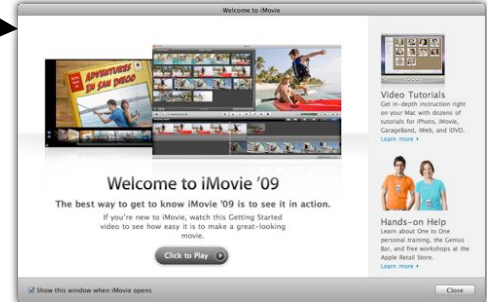 Welcome to iMovie
ADVENTURES
IN SAN DIEGO
Welcome to iMovie '09
The best way to get to know iMovie '09 is to see it in action.
If you're new to iMovie, watch this Getting Started
video to see how easy it is to make a great-looking
movie.
Click to Play
Video Tutorials
Get in-depth instruction right
on your Mac with dozens of
tutorials for iPhoto, iMovie,
GarageBand, iWeb, and iDVD.
Learn more
Hands-on Help
Learn about One to One
personal training, the Genius
Bar, and free workshops at the
Apple Retail Store.
Learn more
Show this window when iMovie opens
Close